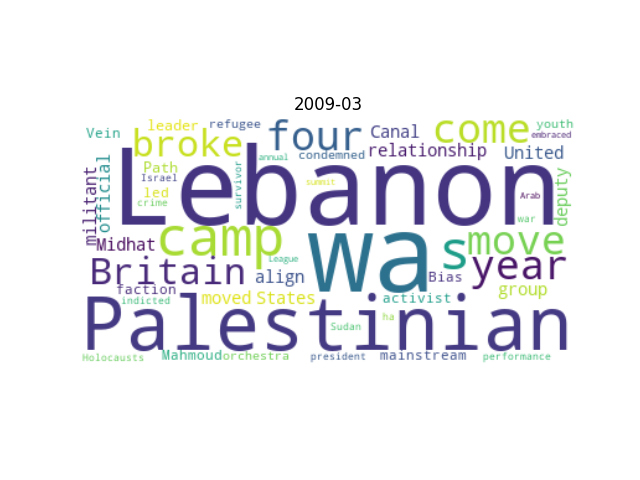 2009-03
Vein leader refugee four Canal come youth
broke annual condemned relationship United embraced
militant official Path Israel led crime survivor Lebanon summit Arab war deputy
Midhat camp was s move
Britain league align Bias year
faction indicted moved States activist group
Palestinian Sudan ha
Holocausts Mahmoud orchestra president mainstream performance